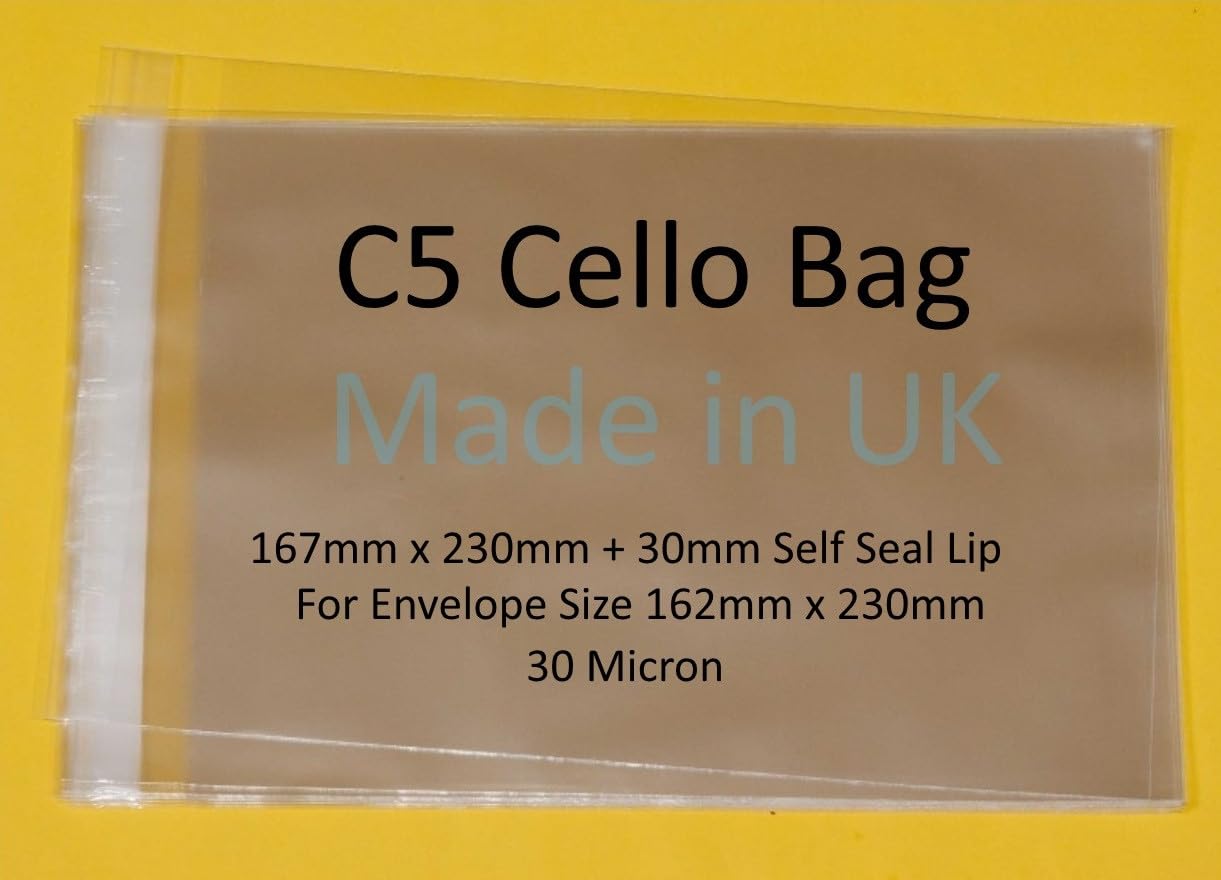 C5 Cello Bag
Made in UK
167mm x 230mm + 30mm Self Seal Lip
For Envelope Size 162mm x 230mm
30 Micron